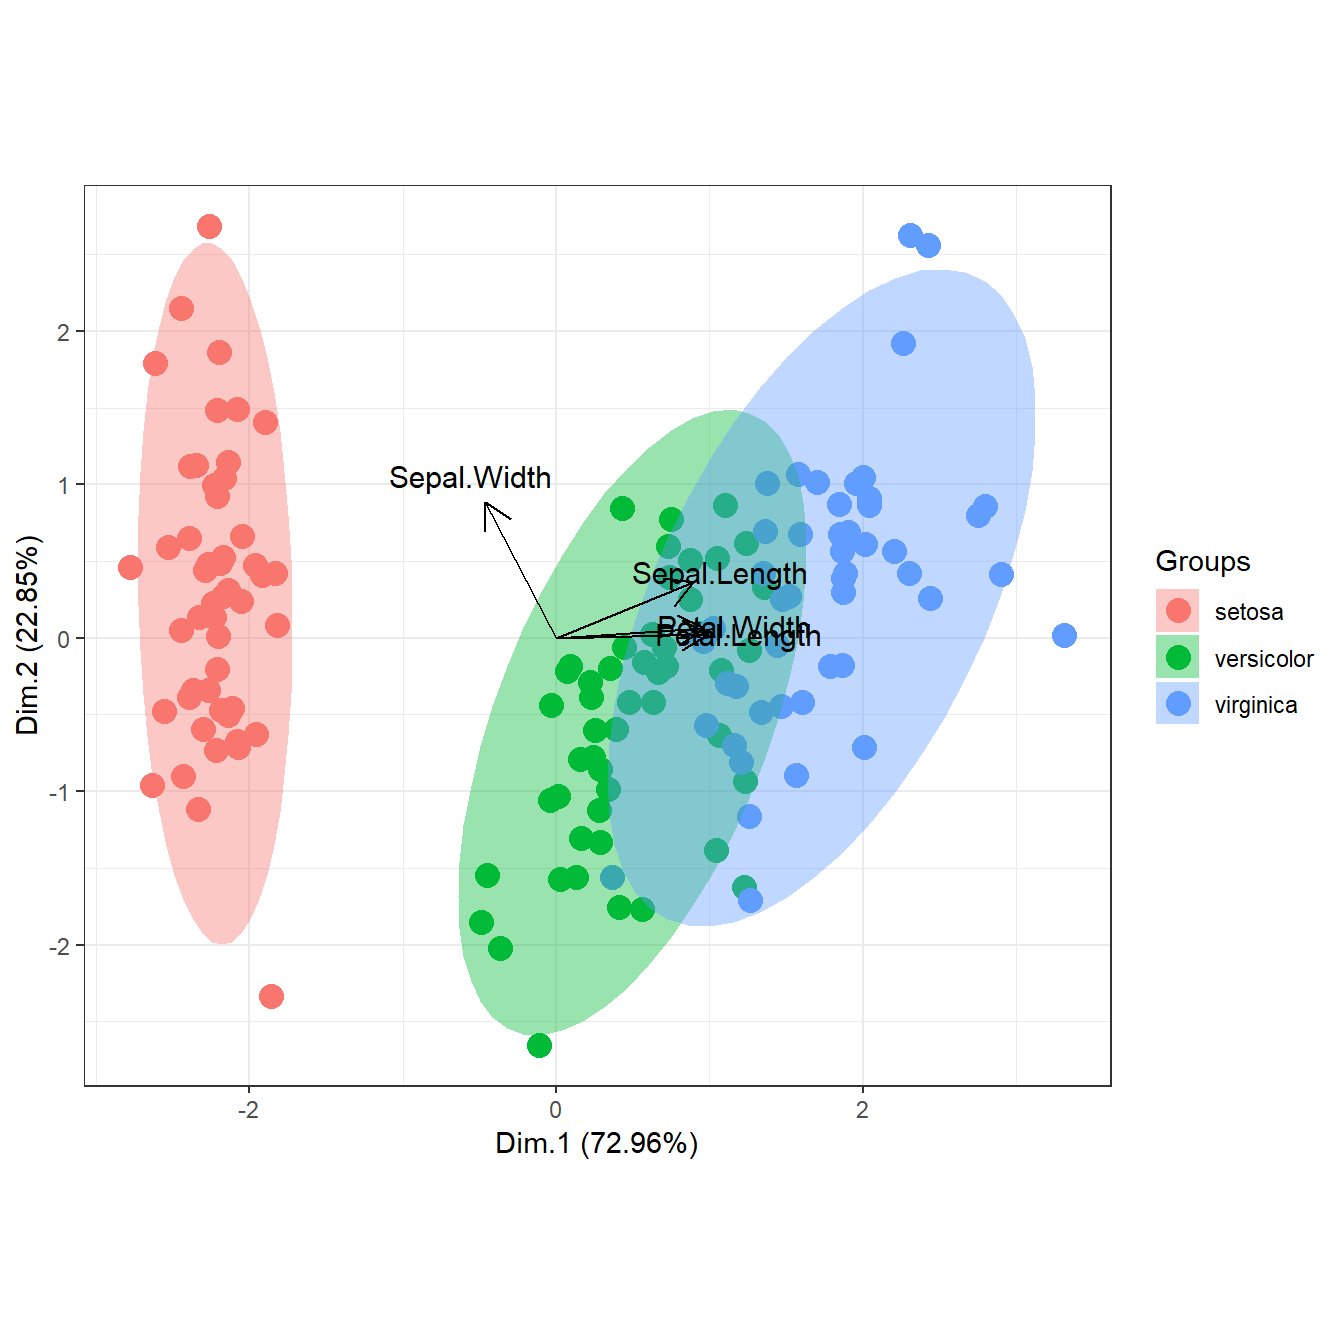 2
1
0
-1
-2
Dim.2 (22.85%)
Sepal.Width
Sepal.Length
Petal.Width
Petal.Length
-2
0
2
Dim.1 (72.96%)
Groups
setosa
versicolor
virginica